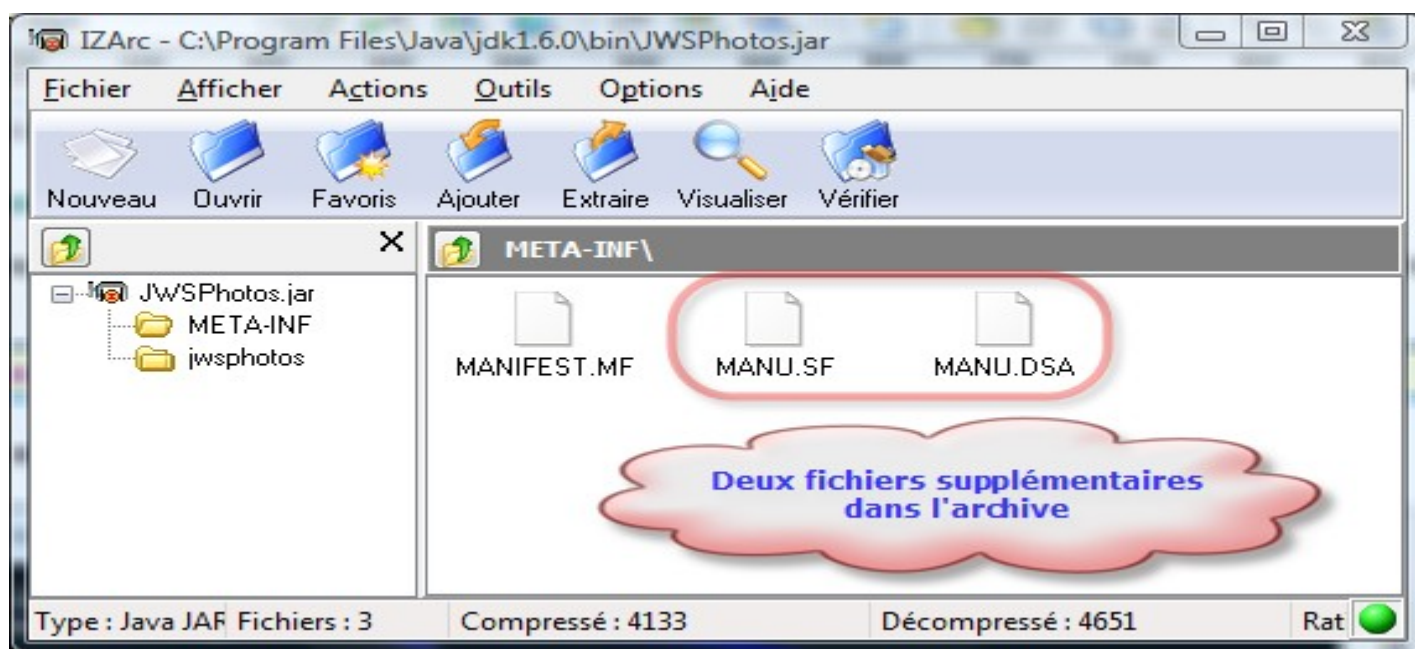 IZArc - C:\Program Files\Java\jdk1.6.0\bin\JWSPhotos.jar
Fichier Afficher Actions Outils Options Aide
Nouveau Ouvrir Favoris Ajouter Extraire Visualiser Vérifier
META-INF\
JWSPhotos.jar
META-INF
jwsphotos
MANIFEST.MF MANU.SF MANU.DSA
Deux fichiers supplémentaires
dans l'archive
Type : Java JAR Fichiers : 3 Compressé : 4133 Décompressé : 4651 Rat